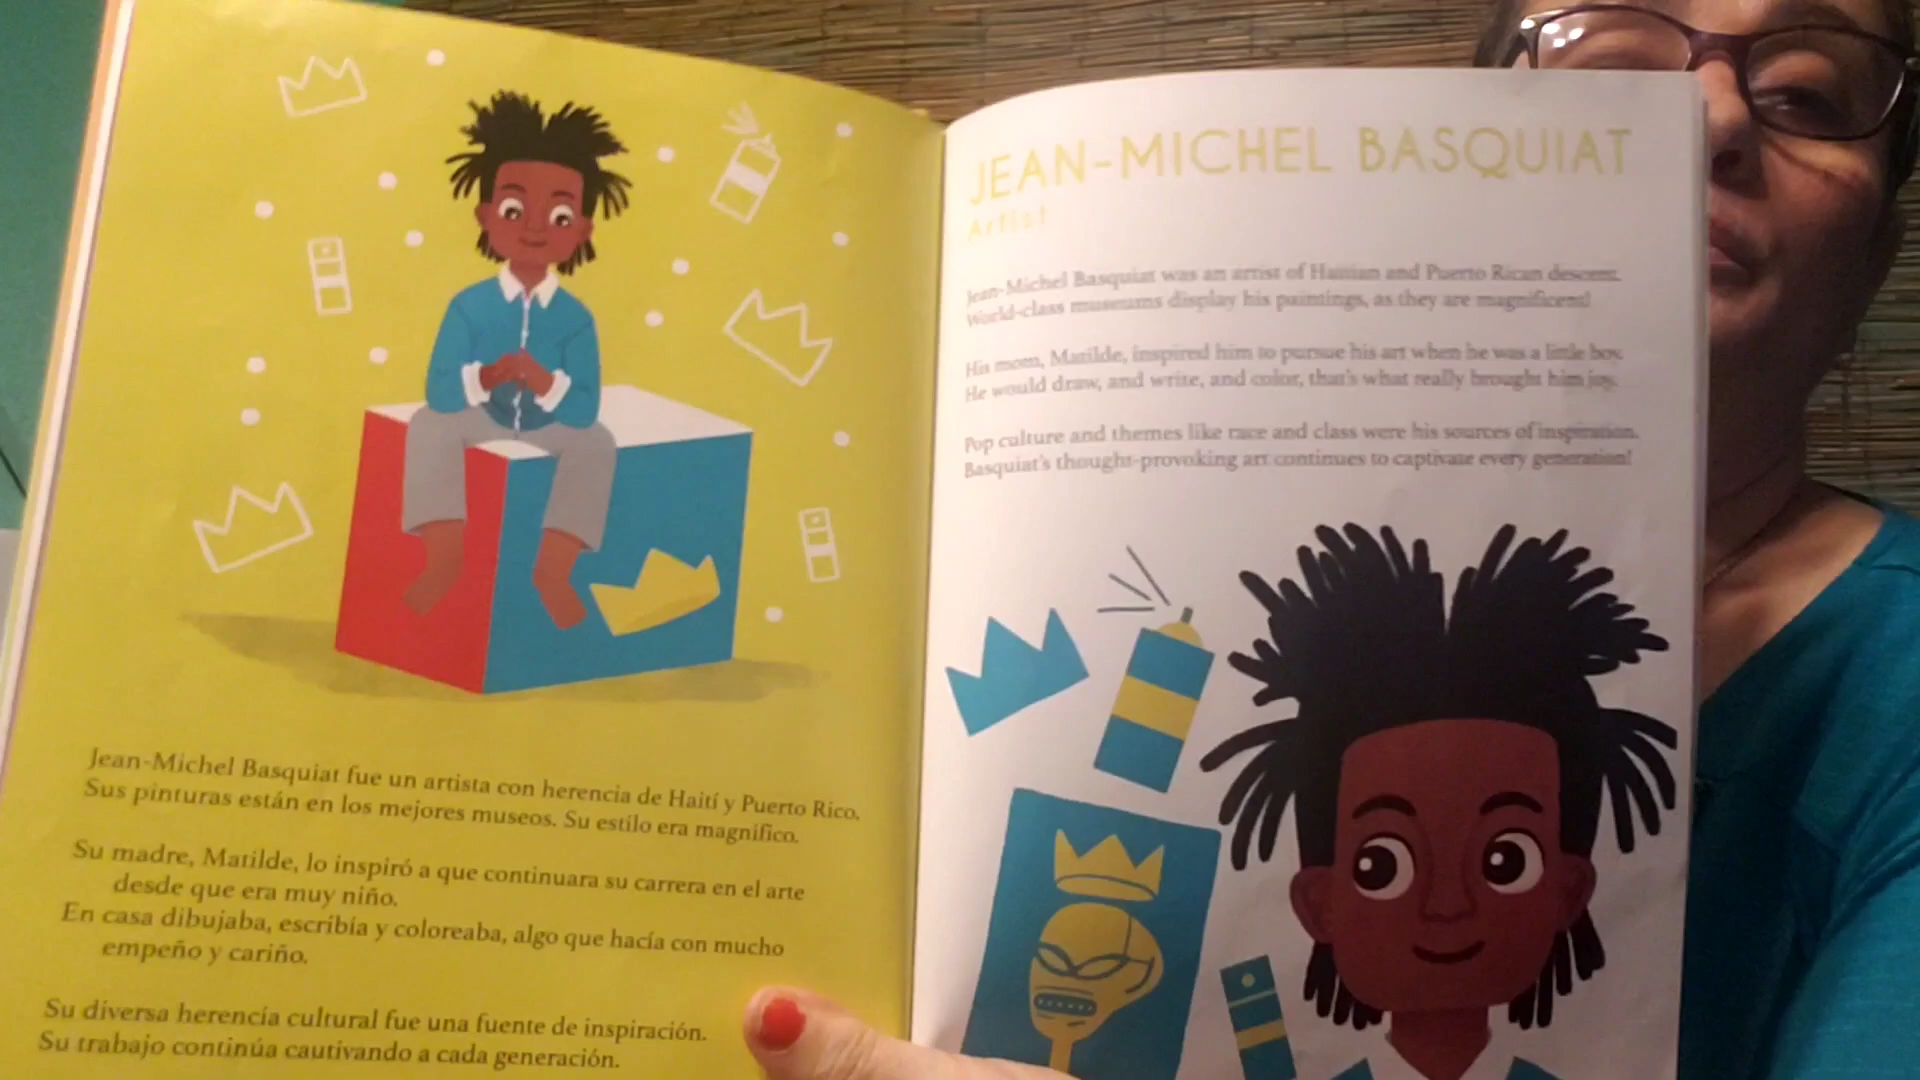 Jean-Michel Basquiat fue un artista con herencia de Haití y Puerto Rico.
Sus pinturas están en los mejores museos. Su estilo era magnífico.
Su madre, Matilde, lo inspiró a que continuara su carrera en el arte
desde que era muy niño.
En casa dibujaba, escribía y coloreaba, algo que hacía con mucho
empeño y cariño.
Su diversa herencia cultural fue una fuente de inspiración.
Su trabajo continúa cautivando a cada generación.
JEAN-MICHEL BASQUIAT
Artist
Jean-Michel Basquiat was an artist of Haitian and Puerto Rican descent.
World-class museums display his paintings, as they are magnificent!
His mom, Matilde, inspired him to pursue his art when he was a little boy.
He would draw, and write, and color, that's what really brought him joy.
Pop culture and themes like race and class were his sources of inspiration.
Basquiat's thought-provoking art continues to captivate every generation!